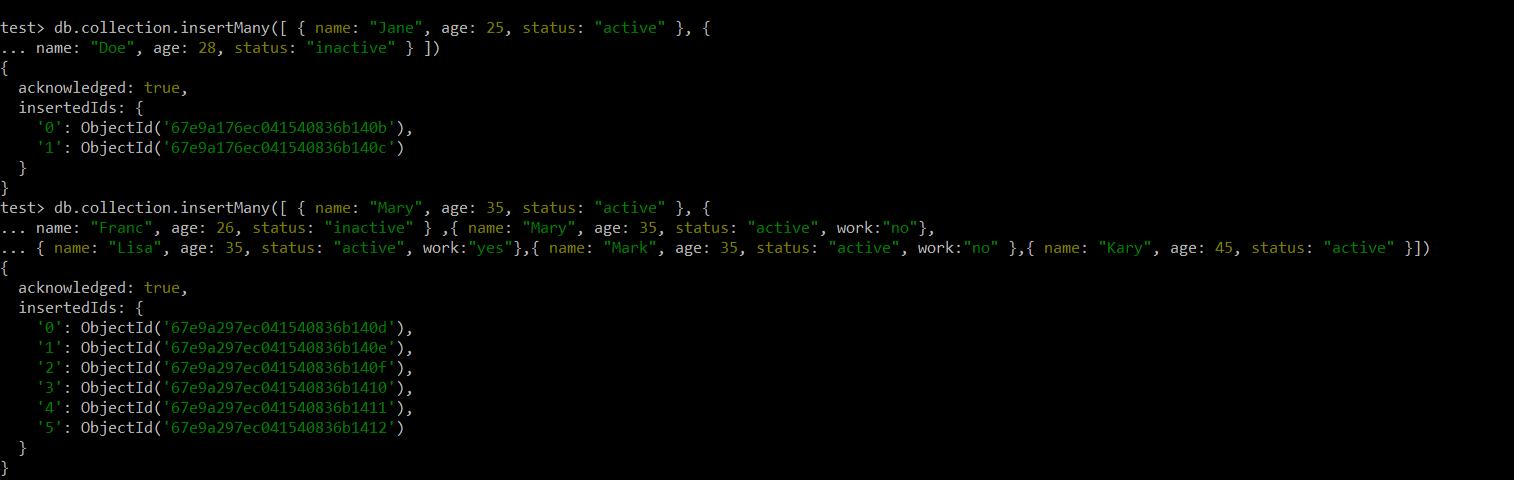 test> db.collection.insertMany([ { name: "Jane", age: 25, status: "active" }, {
... name: "Doe", age: 28, status: "inactive" } ])
{
  acknowledged: true,
  insertedIds: {
    '0': ObjectId('67e9a176ec041540836b140b'),
    '1': ObjectId('67e9a176ec041540836b140c')
  }
}
test> db.collection.insertMany([ { name: "Mary", age: 35, status: "active" }, {
... name: "Franc", age: 26, status: "inactive" } ,{ name: "Mary", age: 35, status: "active", work:"no"},
... { name: "Lisa", age: 35, status: "active", work:"yes"},{ name: "Mark", age: 35, status: "active", work:"no" },{ name: "Kary", age: 45, status: "active" }])
{
  acknowledged: true,
  insertedIds: {
    '0': ObjectId('67e9a297ec041540836b140d'),
    '1': ObjectId('67e9a297ec041540836b140e'),
    '2': ObjectId('67e9a297ec041540836b140f'),
    '3': ObjectId('67e9a297ec041540836b1410'),
    '4': ObjectId('67e9a297ec041540836b1411'),
    '5': ObjectId('67e9a297ec041540836b1412')
  }
}